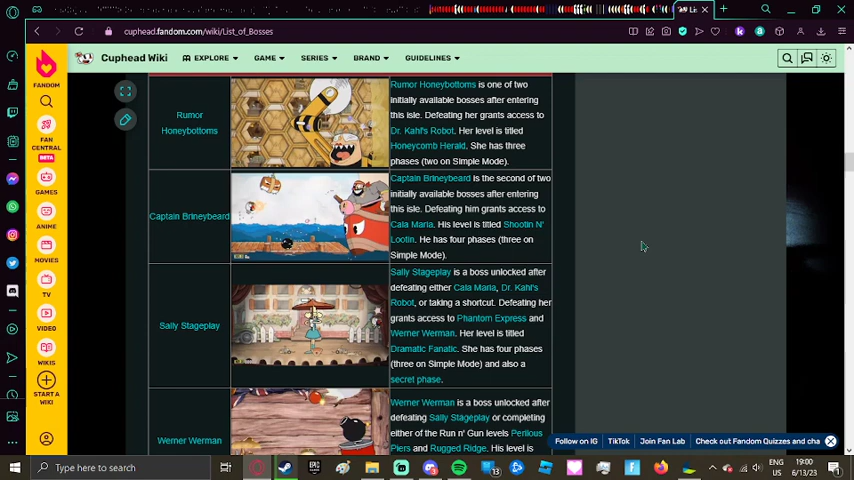 Li
cuphead.fandom.com/wiki/List_of_Bosses
Cuphead Wiki
EXPLORE
GAME
SERIES
BRAND
GUIDELINES
FANDOM
FAN
CENTRAL
BETA
GAMES
ANIME
MOVIES
TV
VIDEO
WIKIS
START A
WIKI
Rumor
Honeybottoms
Rumor Honeybottoms is one of two
initially available bosses after entering
this isle. Defeating her grants access to
Dr. Kahl's Robot. Her level is titled
Honeycomb Herald. She has three
phases (two on Simple Mode).
Captain Brineybeard
Captain Brineybeard is the second of two
initially available bosses after entering
this isle. Defeating him grants access to
Cala Maria. His level is titled Shootin N'
Lootin. He has four phases (three on
Simple Mode).
Sally Stageplay
Sally Stageplay is a boss unlocked after
defeating either Cala Maria, Dr. Kahl's
Robot, or taking a shortcut. Defeating her
grants access to Phantom Express and
Werner Werman. Her level is titled
Dramatic Fanatic. She has four phases
(three on Simple Mode) and also a
secret phase.
Werner Werman
Werner Werman is a boss unlocked after
defeating Sally Stageplay or completing
either of the Run n' Gun levels Perilous
Piers and Rugged Ridge. His level is
Follow on IG
TikTok
Join Fan Lab
Check out Fandom Quizzes and cha
Type here to search
EPIC
13
ENG
US
19:00
6/13/23
1